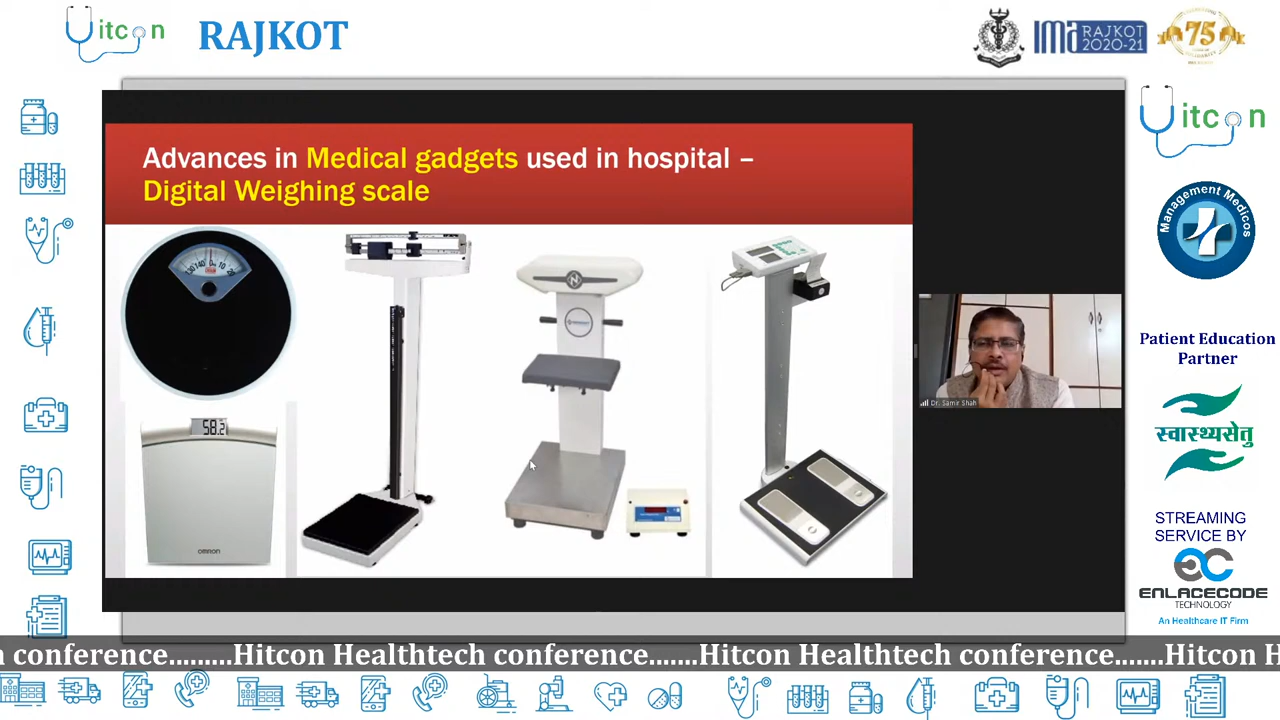 itcon
RAJKOT
IMA RAJKOT
2020-21
75
Advances in Medical gadgets used in hospital –
Digital Weighing scale
58.2
omron
Dr. Samir Shah
itcon
Management Medicos
Patient Education
Partner
स्वास्थ्यसेतु
STREAMING
SERVICE BY
ENLACECODE
TECHNOLOGY
An Healthcare IT Firm
n conference.........Hitcon Healthtech conference.......Hitcon Healthtech conference.......Hitcon H